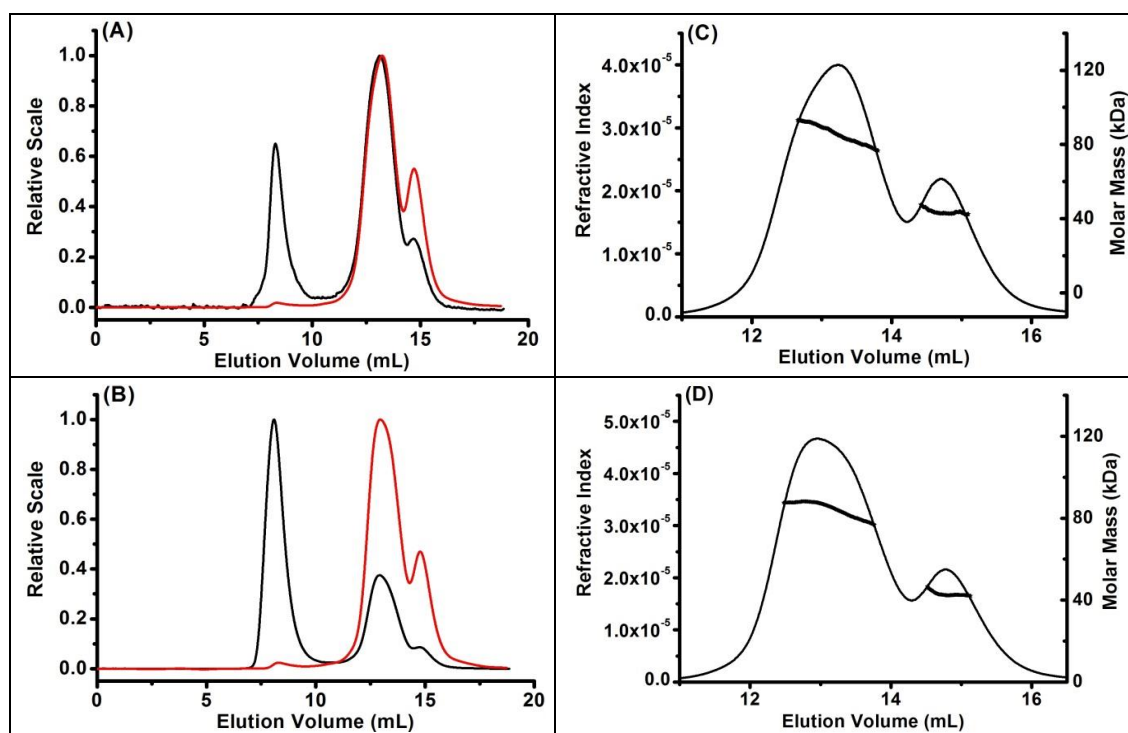 (A)
Relative Scale
1.0
0.8
0.6
0.4
0.2
0.0
0 5 10 15 20
Elution Volume (mL)
(C)
Refractive Index
4.0x10⁻⁵
3.0x10⁻⁵
2.0x10⁻⁵
1.0x10⁻⁵
0.0
12 14 16
Elution Volume (mL)
120
80
40
0
Molar Mass (kDa)
(B)
Relative Scale
1.0
0.8
0.6
0.4
0.2
0.0
0 5 10 15 20
Elution Volume (mL)
(D)
Refractive Index
5.0x10⁻⁵
4.0x10⁻⁵
3.0x10⁻⁵
2.0x10⁻⁵
1.0x10⁻⁵
0.0
12 14 16
Elution Volume (mL)
120
80
40
0
Molar Mass (kDa)